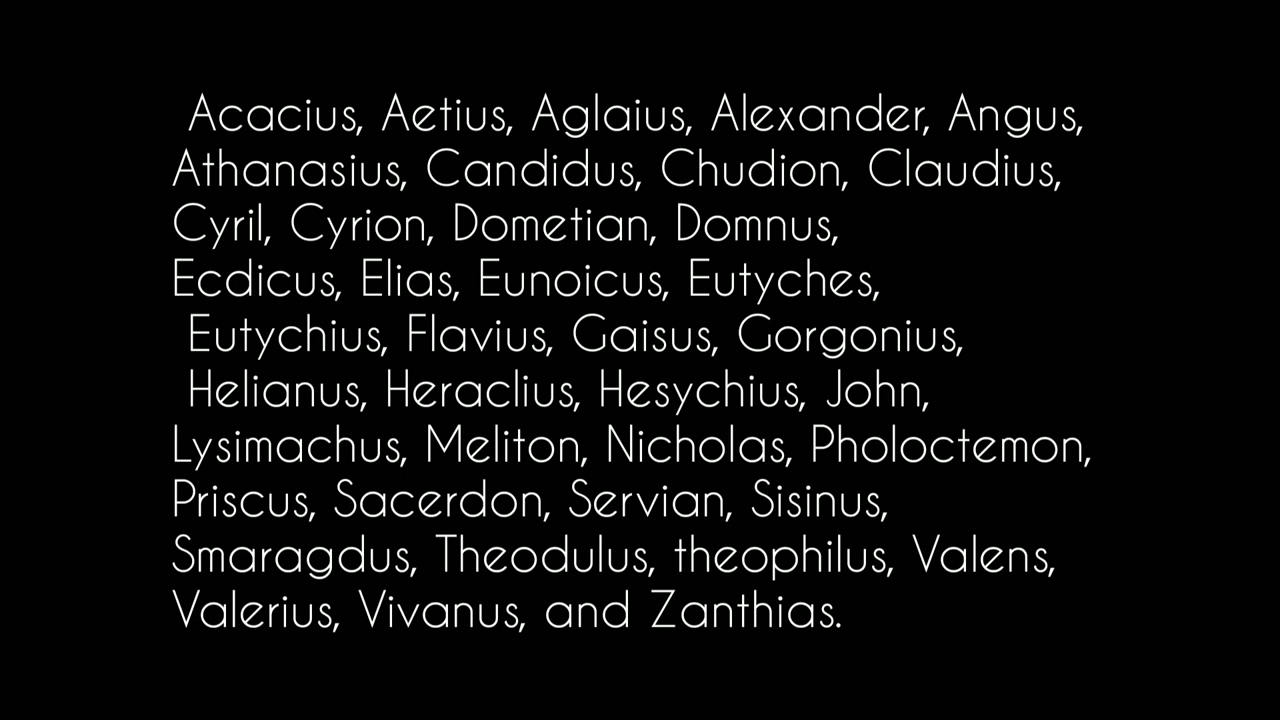 Acacius, Aetius, Aglaius, Alexander, Angus,
Athanasius, Candidus, Chudion, Claudius,
Cyril, Cyrion, Dometian, Domnus,
Ecdicus, Elias, Eunoicus, Eutyches,
Eutychius, Flavius, Gaisus, Gorgonius,
Helianus, Heraclius, Hesychius, John,
Lysimachus, Meliton, Nicholas, Pholoctemon,
Priscus, Sacerdon, Servian, Sisinus,
Smaragdus, Theodulus, theophilus, Valens,
Valerius, Vivanus, and Zanthias.